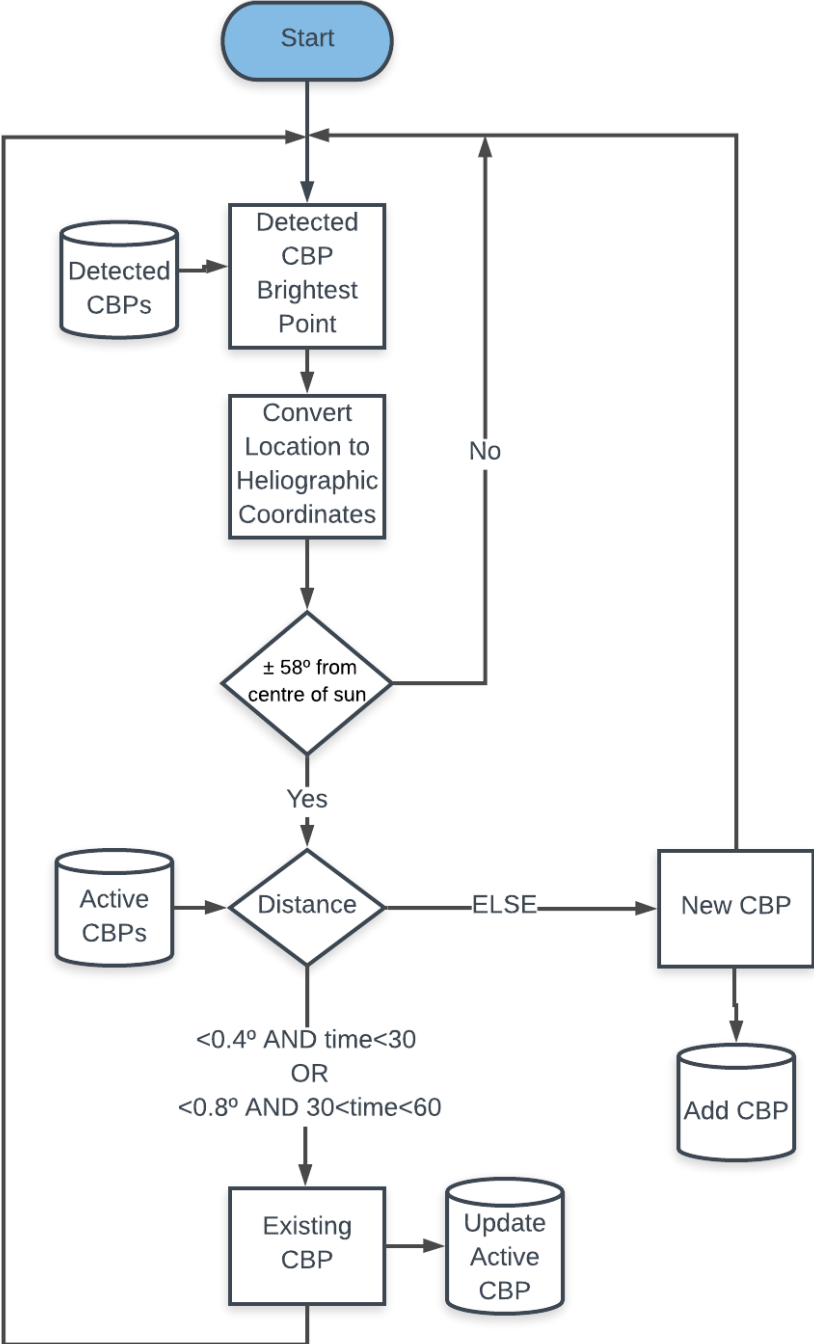 Start
Detected
CBP
Brightest
Point
Detected
CBPs
Convert
Location to
Heliographic
Coordinates
No
± 58º from
centre of sun
Yes
Active
CBPs
Distance
ELSE
New CBP
<0.4º AND time<30
OR
<0.8º AND 30<time<60
Add CBP
Existing
CBP
Update
Active
CBP